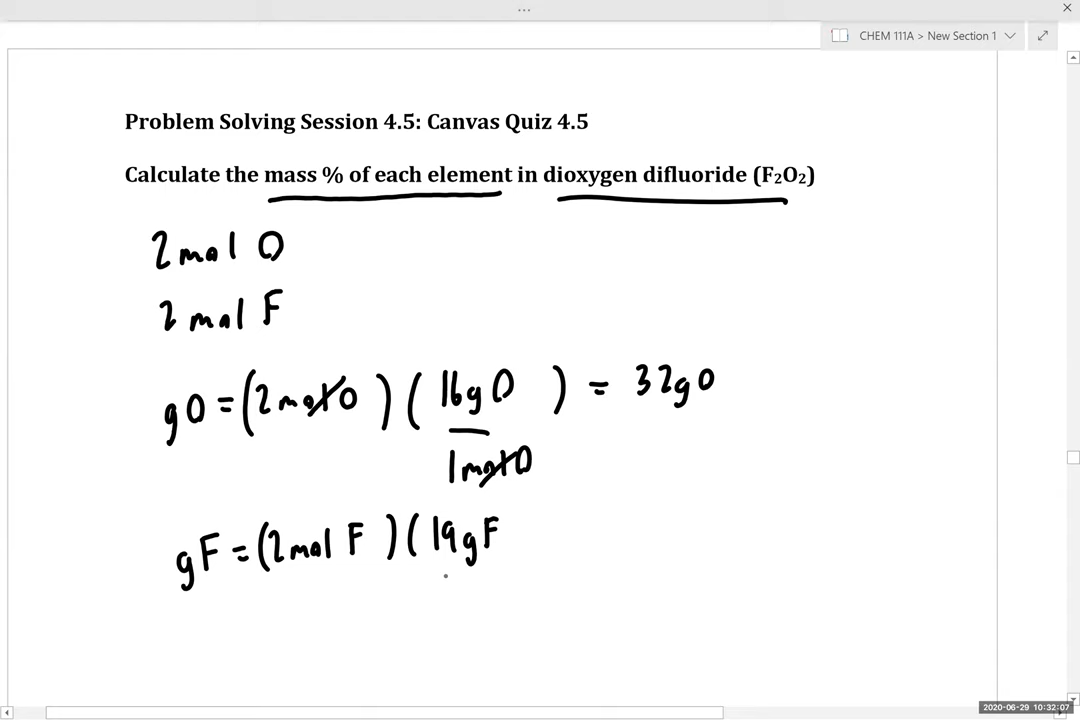 CHEM 111A > New Section 1
Problem Solving Session 4.5: Canvas Quiz 4.5
Calculate the mass % of each element in dioxygen difluoride (F₂O₂)
2 mol O
2 mol F
gO = (2 mol O) (16 g O / 1 mol O) = 32 g O
gF = (2 mol F) (19 g F
2020-06-29 10:32:07